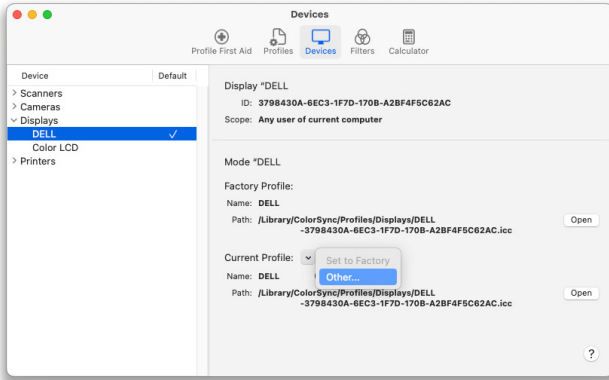 Devices
Profile First Aid Profiles Devices Filters Calculator
Device Default
Scanners
Cameras
Displays
DELL
Color LCD
Printers
Display "DELL
ID: 3798430A-6EC3-1F7D-170B-A2BF4F5C62AC
Scope: Any user of current computer
Mode "DELL
Factory Profile:
Name: DELL
Path: /Library/ColorSync/Profiles/Displays/DELL
-3798430A-6EC3-1F7D-170B-A2BF4F5C62AC.icc
Open
Current Profile:
Set to Factory
Other...
Name: DELL
Path: /Library/ColorSync/Profiles/Displays/DELL
-3798430A-6EC3-1F7D-170B-A2BF4F5C62AC.icc
Open
?